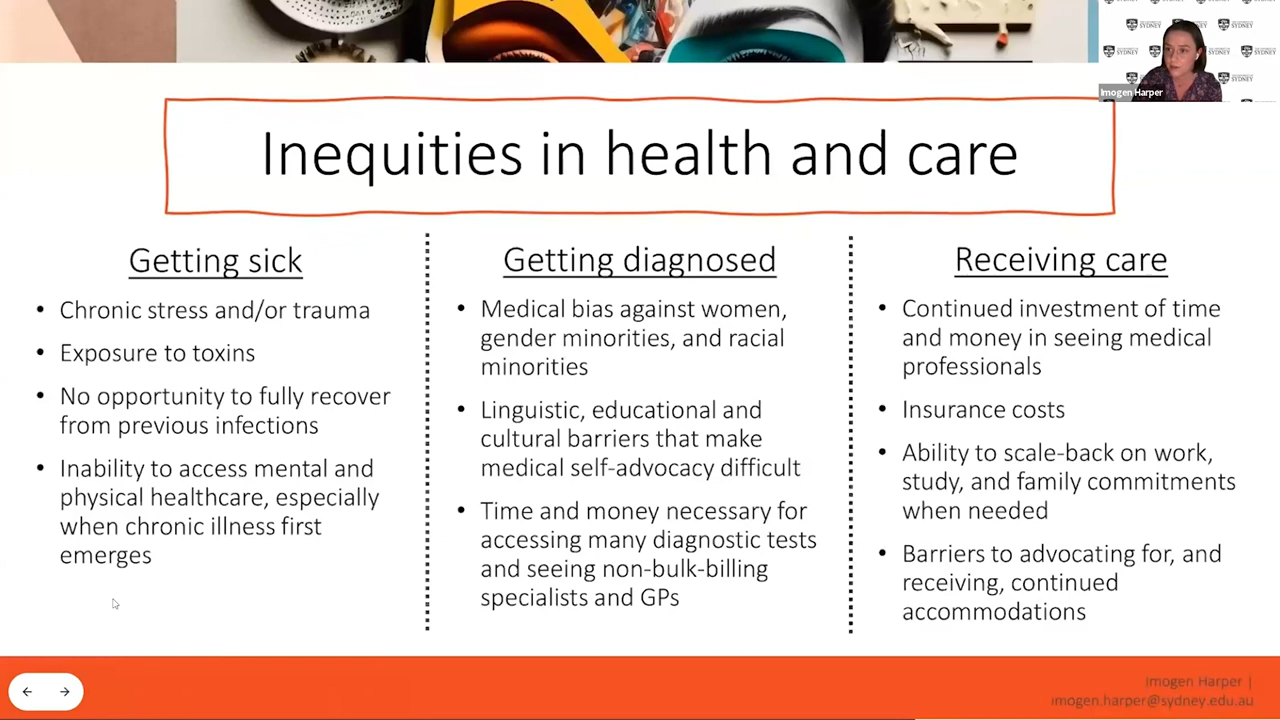 SYDNEY
SYDNEY
SYDNEY
SYDNEY
SYDNEY
SYDNEY
Imogen Harper
Inequities in health and care
Getting sick
• Chronic stress and/or trauma
• Exposure to toxins
• No opportunity to fully recover
from previous infections
• Inability to access mental and
physical healthcare, especially
when chronic illness first
emerges
Getting diagnosed
• Medical bias against women,
gender minorities, and racial
minorities
• Linguistic, educational and
cultural barriers that make
medical self-advocacy difficult
• Time and money necessary for
accessing many diagnostic tests
and seeing non-bulk-billing
specialists and GPs
Receiving care
• Continued investment of time
and money in seeing medical
professionals
• Insurance costs
• Ability to scale-back on work,
study, and family commitments
when needed
• Barriers to advocating for, and
receiving, continued
accommodations
Imogen Harper |
imogen.harper@sydney.edu.au